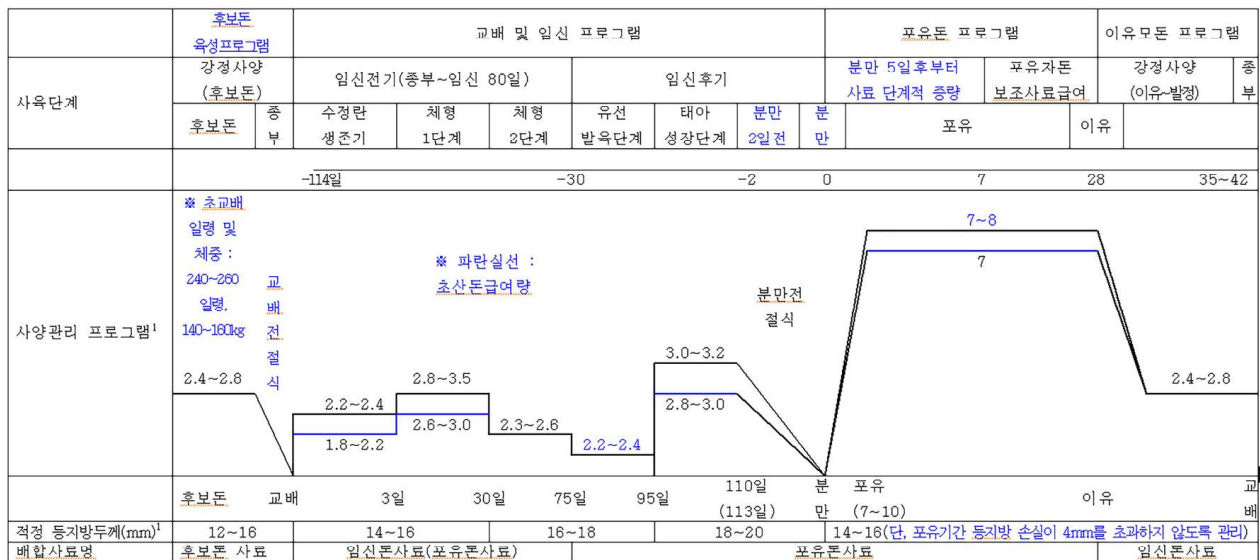 후보돈
육성프로그램
교배 및 임신 프로그램
포유돈 프로그램
이유모돈 프로그램
사육단계
강정사양
(후보돈)
임신전기(종부~임신 80일)
임신후기
분만 5일후부터
사료 단계적 증량
포유자돈
보조사료급여
강정사양
(이유~발정)
종
부
후보돈
종
부
수정란
생존기
체형
1단계
체형
2단계
유선
발육단계
태아
성장단계
분만
2일전
분
만
포유
이유
-114일 -30 -2 0 7 28 35~42
사양관리 프로그램1
※ 초교배
일령 및
체중 :
240~260
일령,
140~160kg
교
배
전
절
식
※ 파란실선 :
초산돈급여량
분만전
절식
7~8
7
2.4~2.8
2.2~2.4
1.8~2.2
2.8~3.5
2.6~3.0
2.3~2.6
2.2~2.4
3.0~3.2
2.8~3.0
2.4~2.8
후보돈 교배 3일 30일 75일 95일
110일
(113일)
분
만
포유
(7~10)
이유
교
배
적정 등지방두께(mm)1 12~16 14~16 16~18 18~20 14~16(단, 포유기간 등지방 손실이 4mm를 초과하지 않도록 관리)
배합사료명 후보돈 사료 임신돈사료(포유돈사료) 포유돈사료 임신돈사료